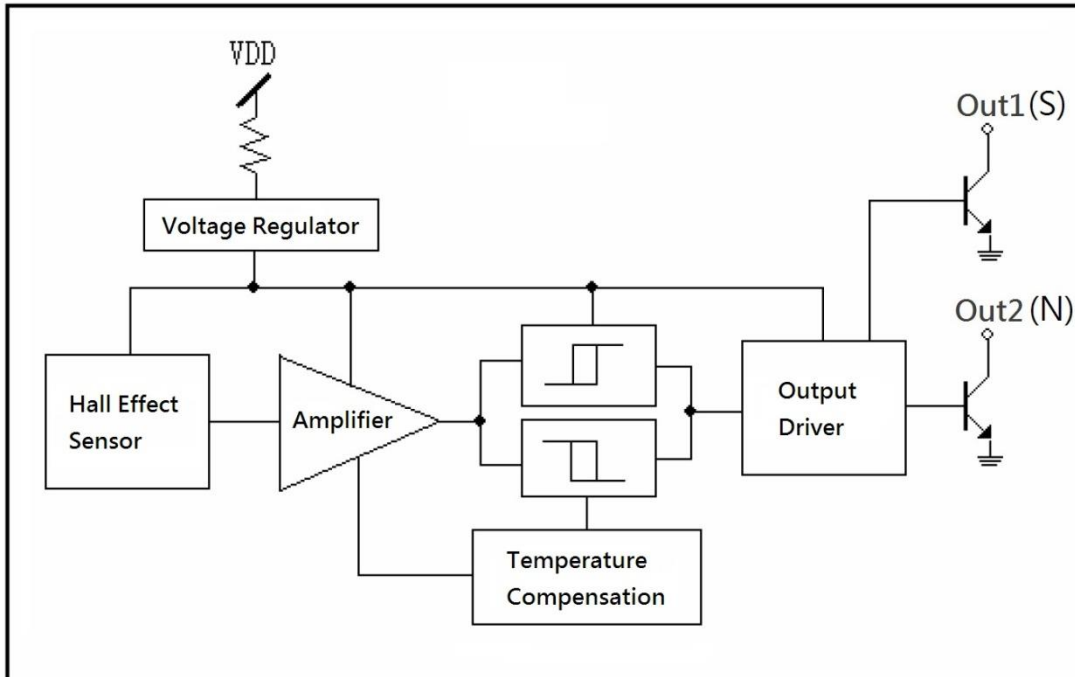 VDD
Out1(S)
Voltage Regulator
Out2(N)
Hall Effect
Sensor
Amplifier
Output
Driver
Temperature
Compensation